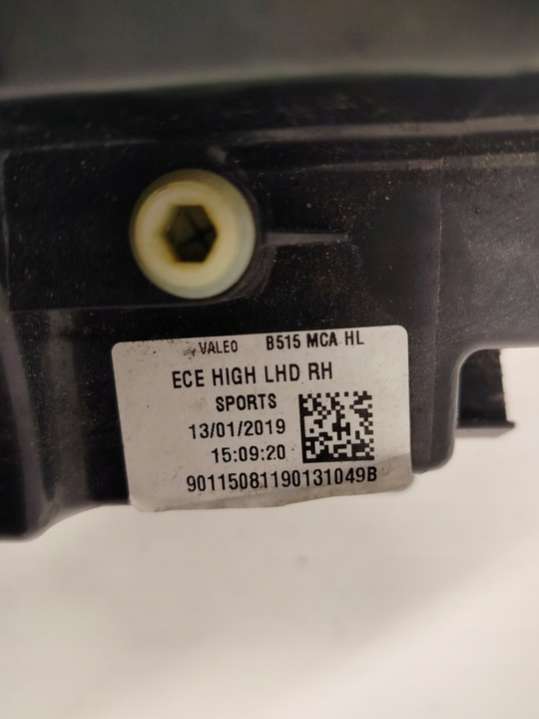 VALEO B515 MCA HL
ECE HIGH LHD RH
SPORTS
13/01/2019
15:09:20
90115081190131049B